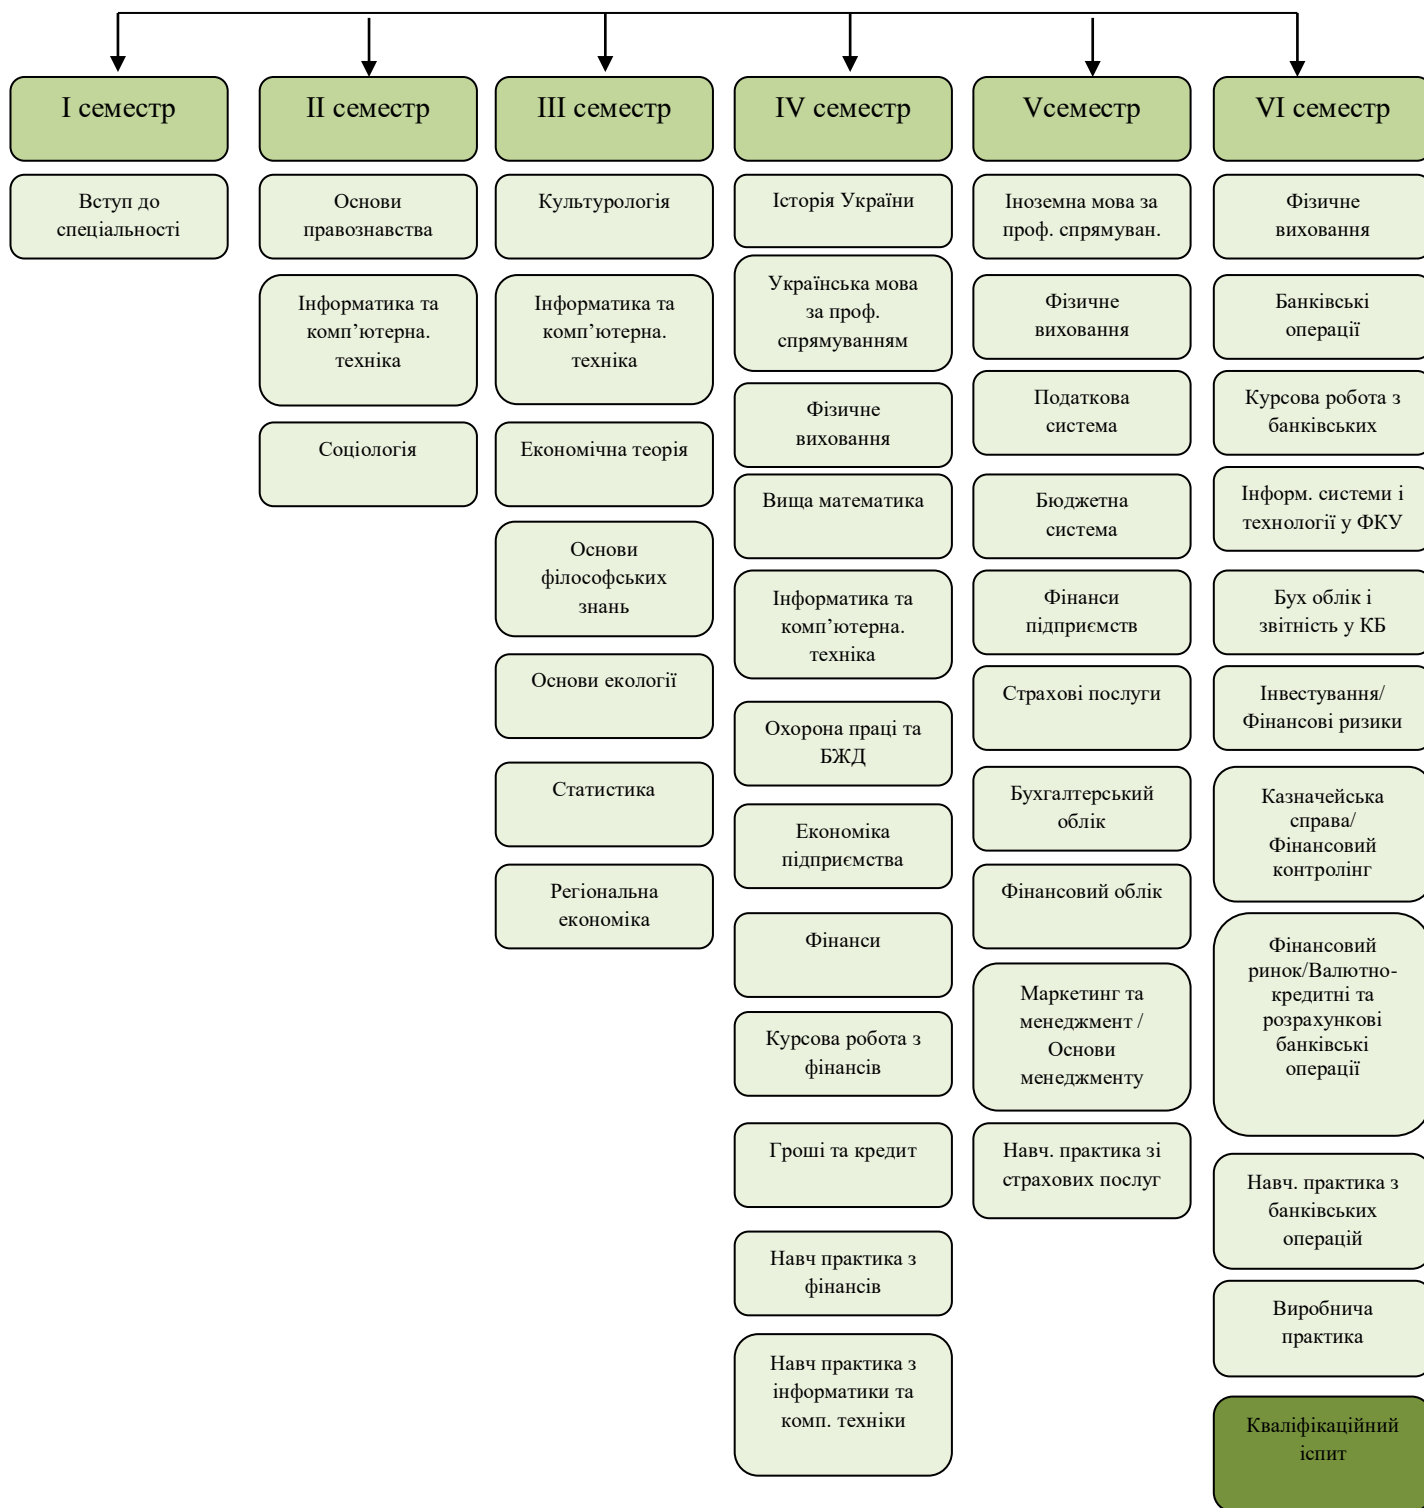 I семестр
Вступ до
спеціальності
II семестр
Основи
правознавства
Інформатика та
комп’ютерна.
техніка
Соціологія
III семестр
Культурологія
Інформатика та
комп’ютерна.
техніка
Економічна теорія
Основи
філософських
знань
Основи екології
Статистика
Регіональна
економіка
IV семестр
Історія України
Українська мова
за проф.
спрямуванням
Фізичне
виховання
Вища математика
Інформатика та
комп’ютерна.
техніка
Охорона праці та
БЖД
Економіка
підприємства
Фінанси
Курсова робота з
фінансів
Гроші та кредит
Навч практика з
фінансів
Навч практика з
інформатики та
комп. техніки
Vсеместр
Іноземна мова за
проф. спрямуван.
Фізичне
виховання
Податкова
система
Бюджетна
система
Фінанси
підприємств
Страхові послуги
Бухгалтерський
облік
Фінансовий облік
Маркетинг та
менеджмент /
Основи
менеджменту
Навч. практика зі
страхових послуг
VI семестр
Фізичне
виховання
Банківські
операції
Курсова робота з
банківських
Інформ. системи і
технології у ФКУ
Бух облік і
звітність у КБ
Інвестування/
Фінансові ризики
Казначейська
справа/
Фінансовий
контролінг
Фінансовий
ринок/Валютно-
кредитні та
розрахункові
банківські
операції
Навч. практика з
банківських
операцій
Виробнича
практика
Кваліфікаційний
іспит